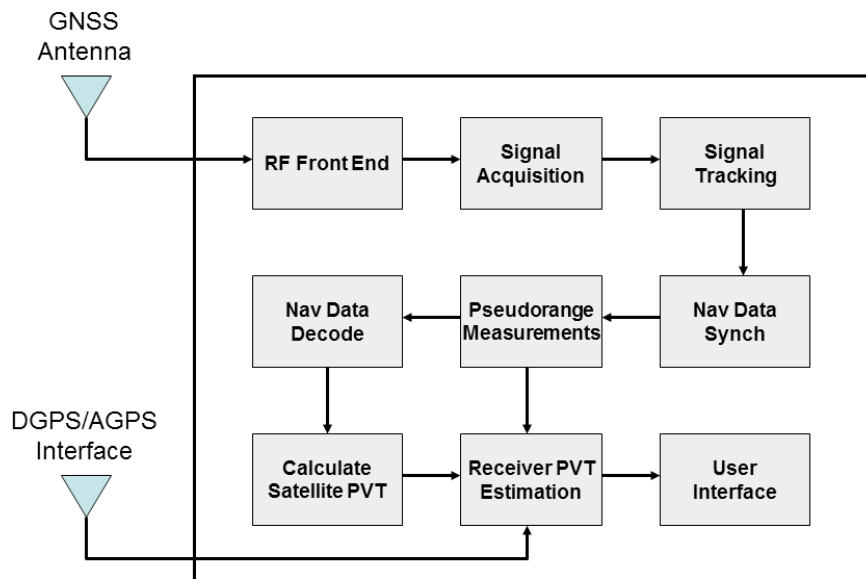 GNSS
Antenna
RF Front End
Signal
Acquisition
Signal
Tracking
Nav Data
Decode
Pseudorange
Measurements
Nav Data
Synch
DGPS/AGPS
Interface
Calculate
Satellite PVT
Receiver PVT
Estimation
User
Interface